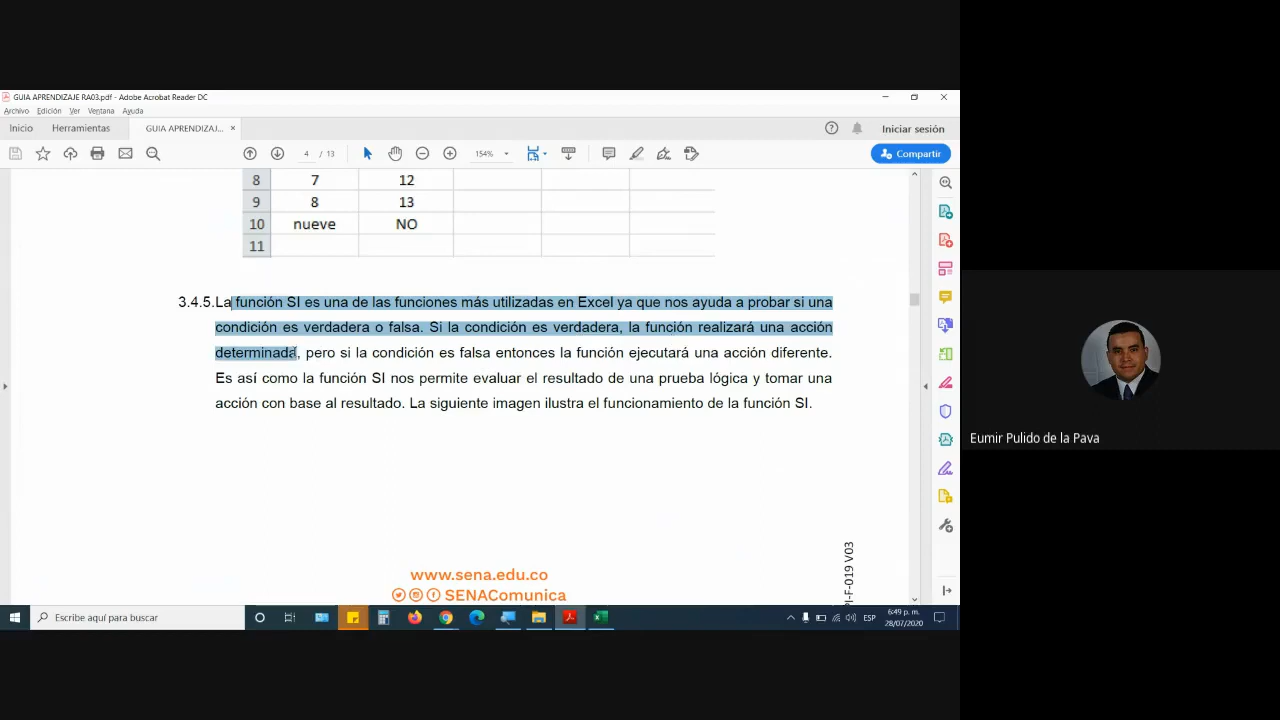 GUIA APRENDIZAJE RA03.pdf - Adobe Acrobat Reader DC
Archivo Edición Ver Ventana Ayuda
Inicio Herramientas GUIA APRENDIZAJ... × Iniciar sesión
4 / 13 154% Compartir
8 7 12
9 8 13
10 nueve NO
11
3.4.5.La función SI es una de las funciones más utilizadas en Excel ya que nos ayuda a probar si una
condición es verdadera o falsa. Si la condición es verdadera, la función realizará una acción
determinada, pero si la condición es falsa entonces la función ejecutará una acción diferente.
Es así como la función SI nos permite evaluar el resultado de una prueba lógica y tomar una
acción con base al resultado. La siguiente imagen ilustra el funcionamiento de la función SI.
Eumir Pulido de la Pava
PI-F-019 V03
www.sena.edu.co
SENAComunica
Escribe aquí para buscar
ESP
6:49 p. m.
28/07/2020